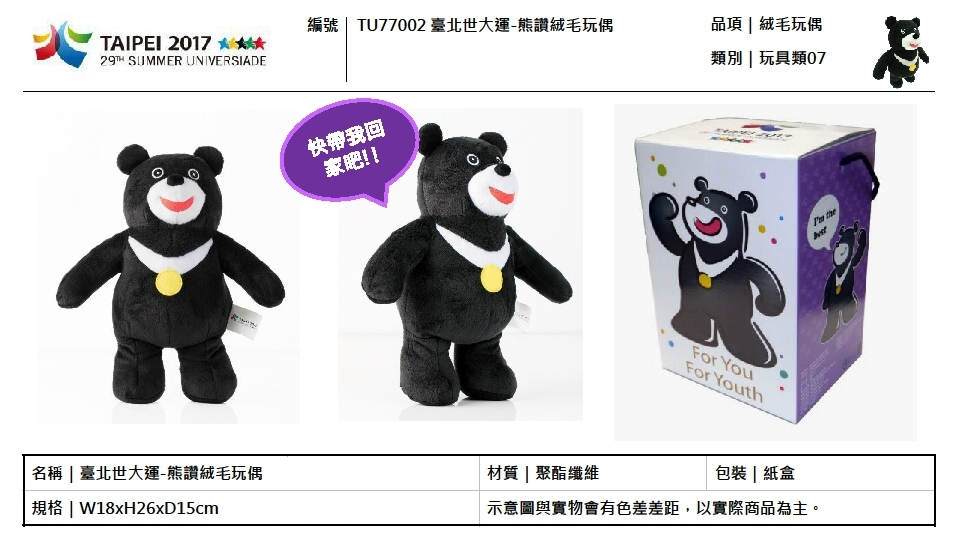 TAIPEI 2017
29TH SUMMER UNIVERSIADE
編號 TU77002 臺北世大運-熊讚絨毛玩偶
品項 | 絨毛玩偶
類別 | 玩具類07
快帶我回
家吧!!
TAIPEI 2017
I'm the
best
For You
For Youth
名稱 | 臺北世大運-熊讚絨毛玩偶
材質 | 聚酯纖維
包裝 | 紙盒
規格 | W18xH26xD15cm
示意圖與實物會有色差差距，以實際商品為主。